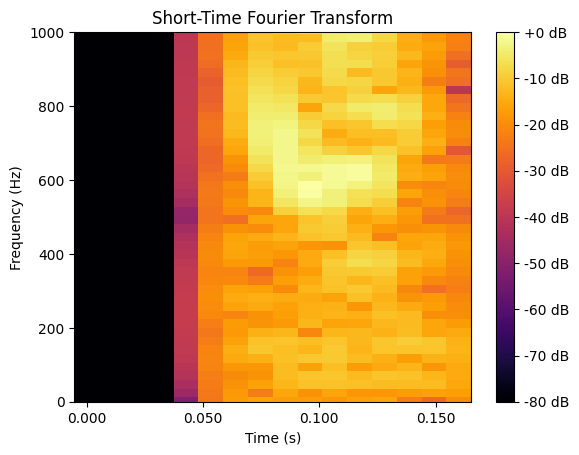 Short-Time Fourier Transform
Frequency (Hz)
1000
800
600
400
200
0
0.000
0.050
0.100
0.150
Time (s)
+0 dB
-10 dB
-20 dB
-30 dB
-40 dB
-50 dB
-60 dB
-70 dB
-80 dB